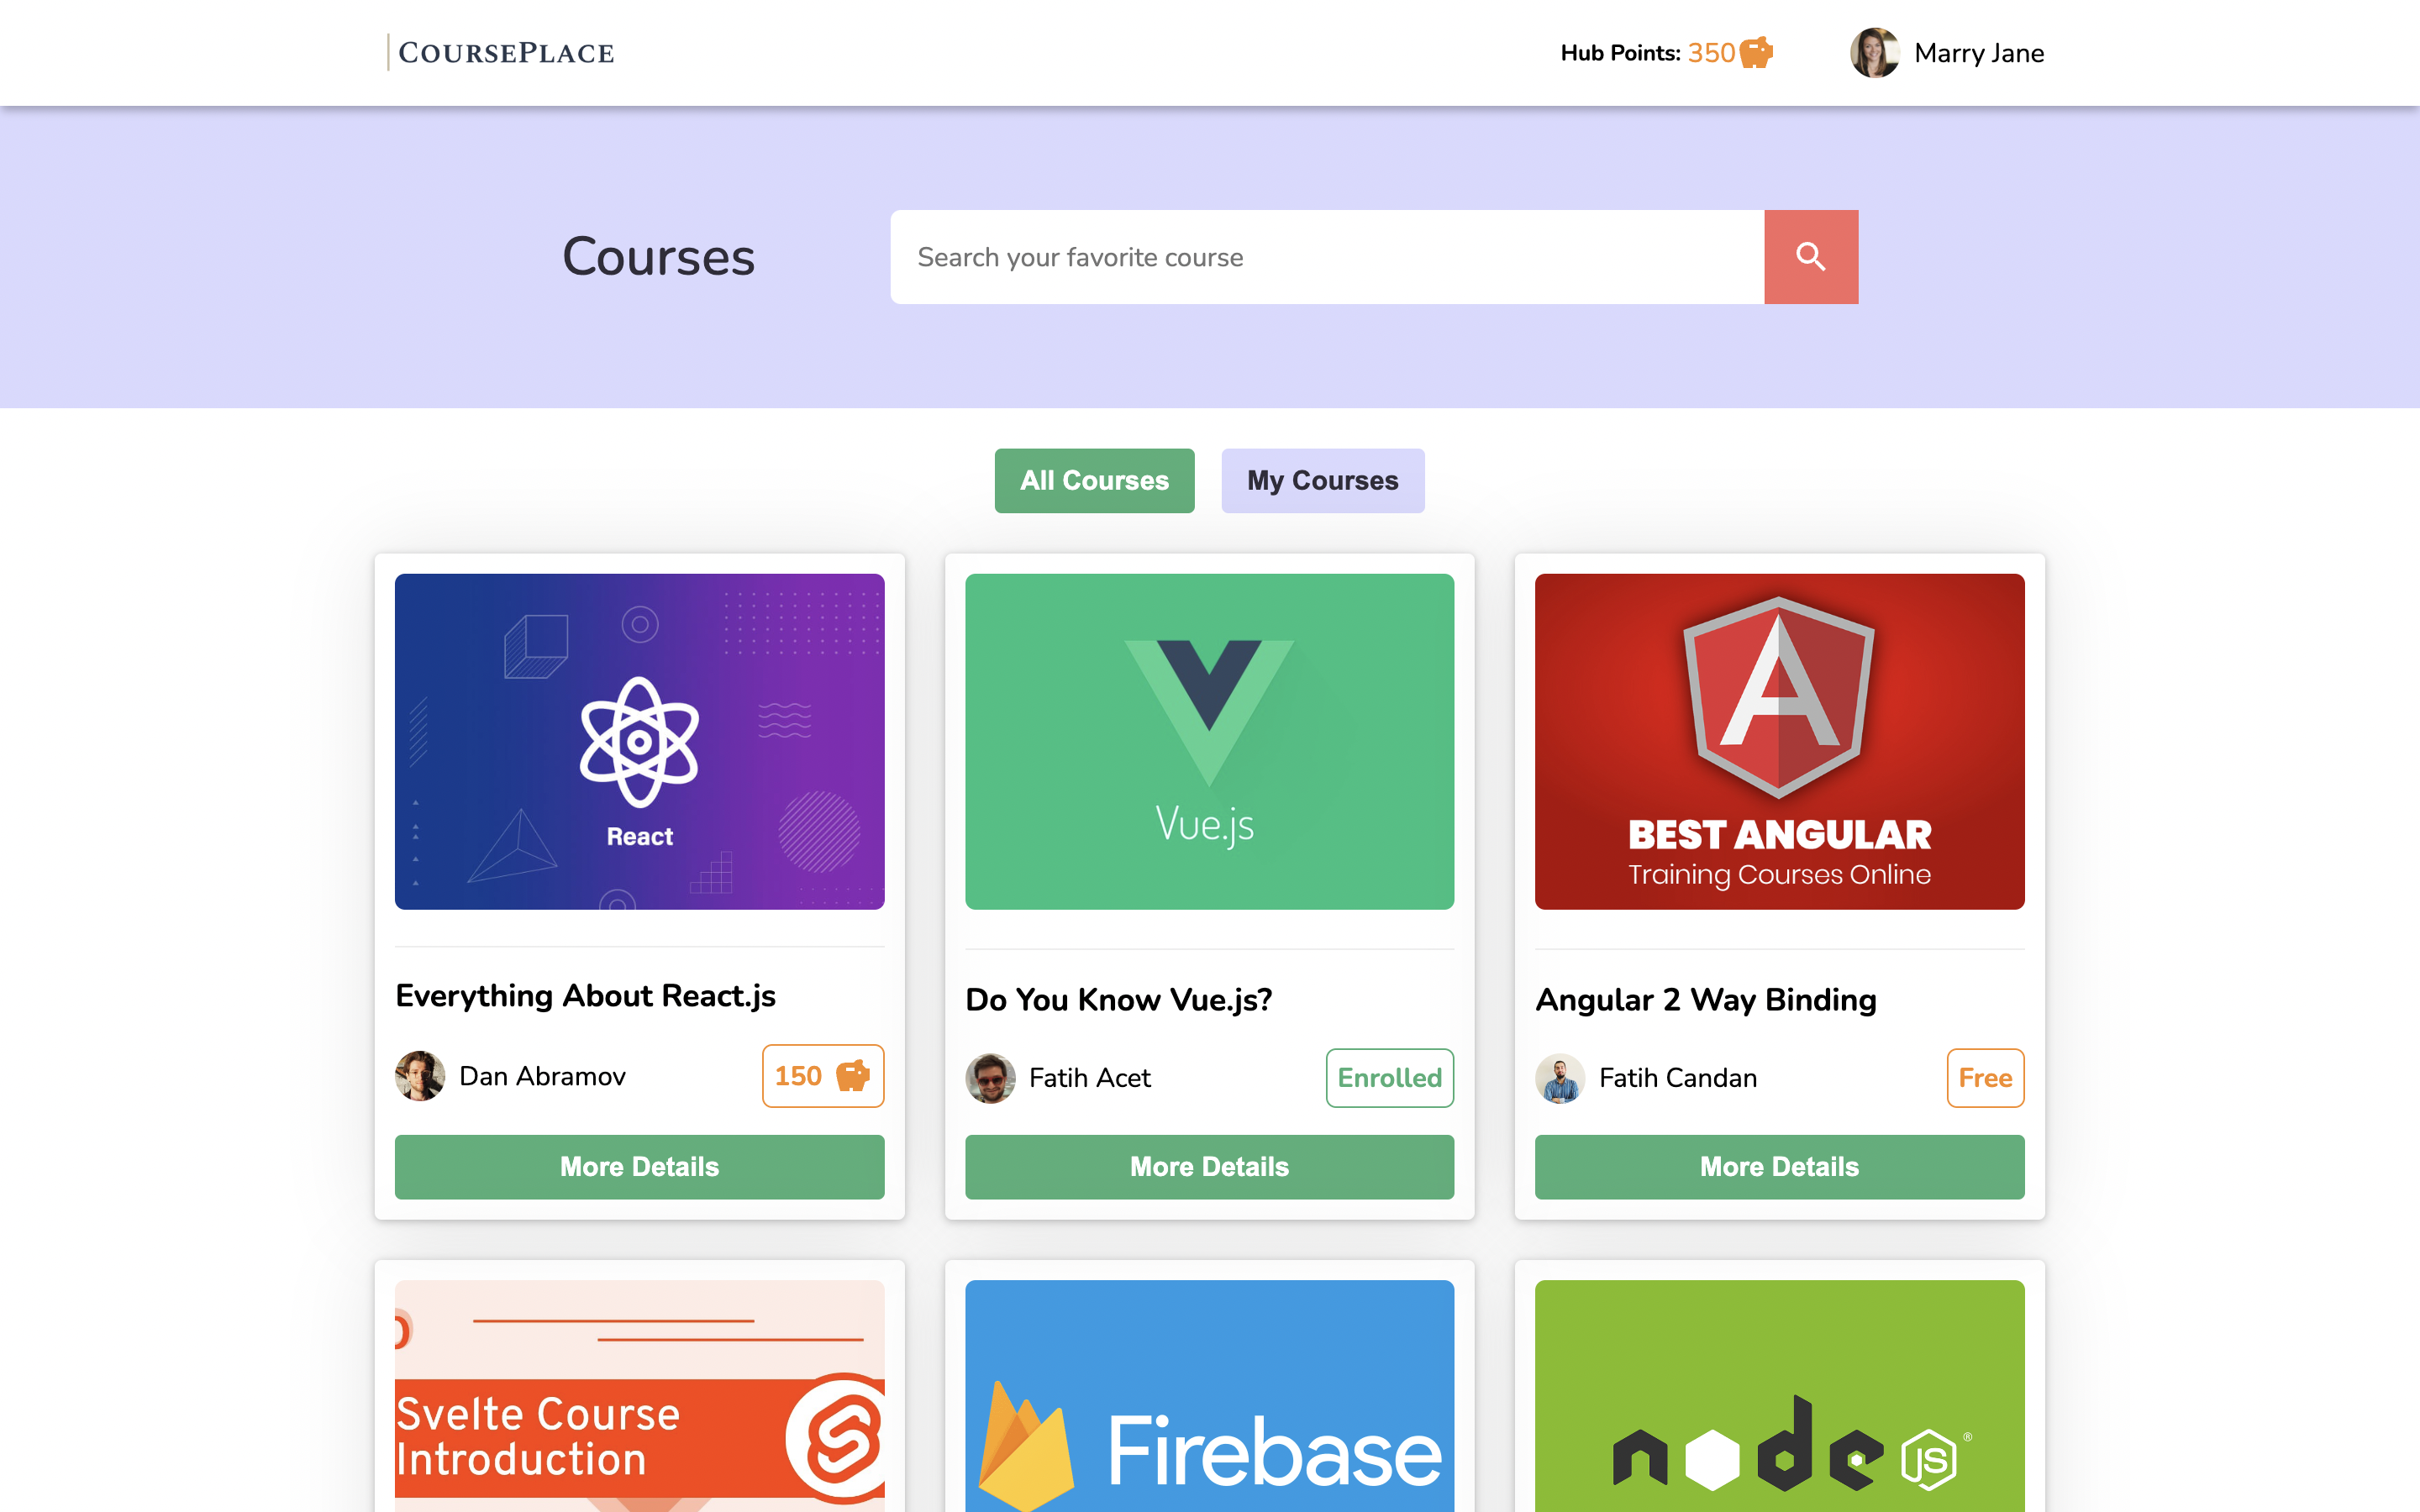 COURSEPLACE
Hub Points: 350
Marry Jane
Courses
Search your favorite course
All Courses
My Courses
React
Everything About React.js
Dan Abramov
150
More Details
Vue.js
Do You Know Vue.js?
Fatih Acet
Enrolled
More Details
BEST ANGULAR
Training Courses Online
Angular 2 Way Binding
Fatih Candan
Free
More Details
Svelte Course
Introduction
Firebase
node
JS
®